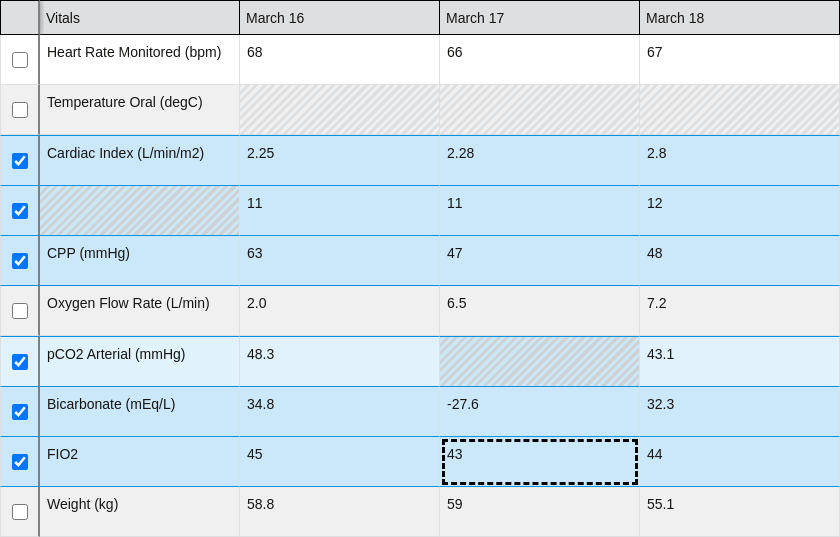 Vitals March 16 March 17 March 18
Heart Rate Monitored (bpm) 68 66 67
Temperature Oral (degC)
Cardiac Index (L/min/m2) 2.25 2.28 2.8
11 11 12
CPP (mmHg) 63 47 48
Oxygen Flow Rate (L/min) 2.0 6.5 7.2
pCO2 Arterial (mmHg) 48.3 43.1
Bicarbonate (mEq/L) 34.8 -27.6 32.3
FIO2 45 43 44
Weight (kg) 58.8 59 55.1